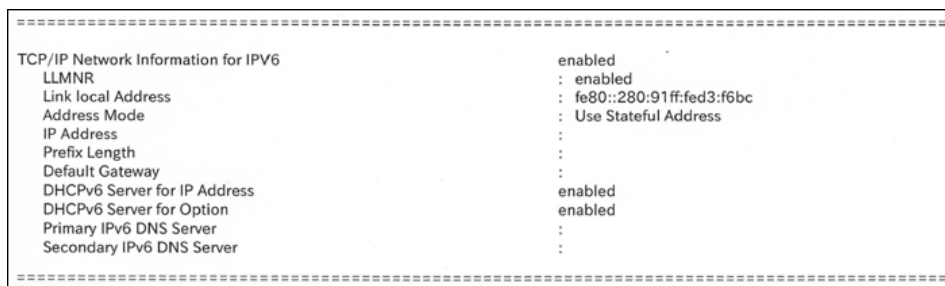 ================================================================================
TCP/IP Network Information for IPV6 enabled
LLMNR : enabled
Link local Address : fe80::280:91ff:fed3:f6bc
Address Mode : Use Stateful Address
IP Address :
Prefix Length :
Default Gateway :
DHCPv6 Server for IP Address enabled
DHCPv6 Server for Option enabled
Primary IPv6 DNS Server :
Secondary IPv6 DNS Server :
================================================================================